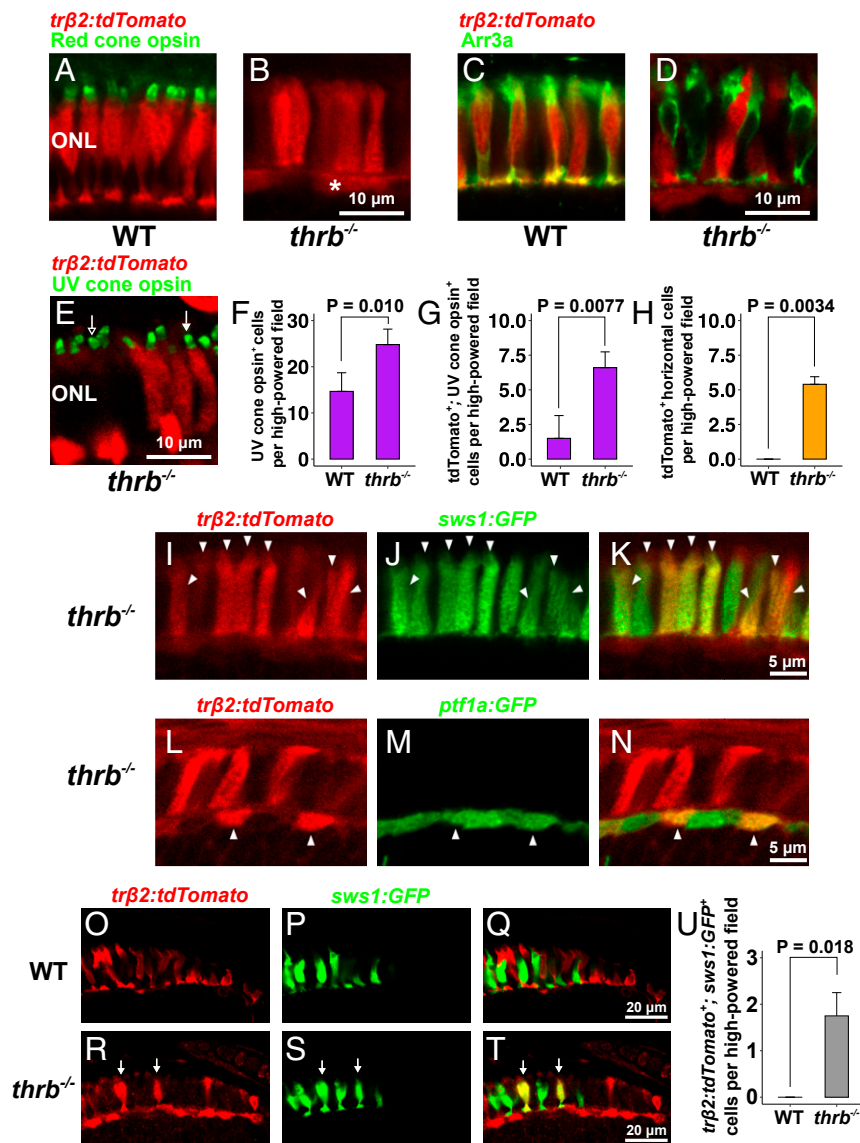 trβ2:tdTomato
Red cone opsin
trβ2:tdTomato
Arr3a
A
B
C
D
ONL
*
10 µm
10 µm
WT
thrb-/-
WT
thrb-/-
trβ2:tdTomato
UV cone opsin
E
ONL
10 µm
thrb-/-
F
P = 0.010
UV cone opsin+ cells
per high-powered field
30
20
10
0
WT
thrb-/-
G
P = 0.0077
tdTomato+; UV cone opsin+
cells per high-powered field
10.0
7.5
5.0
2.5
0.0
WT
thrb-/-
H
P = 0.0034
tdTomato+ horizontal cells
per high-powered field
10.0
7.5
5.0
2.5
0.0
WT
thrb-/-
trβ2:tdTomato
sws1:GFP
thrb-/-
I
J
K
5 µm
trβ2:tdTomato
ptf1a:GFP
thrb-/-
L
M
N
5 µm
trβ2:tdTomato
sws1:GFP
WT
O
P
Q
20 µm
thrb-/-
R
S
T
20 µm
U
P = 0.018
trβ2:tdTomato+; sws1:GFP+
cells per high-powered field
3
2
1
0
WT
thrb-/-